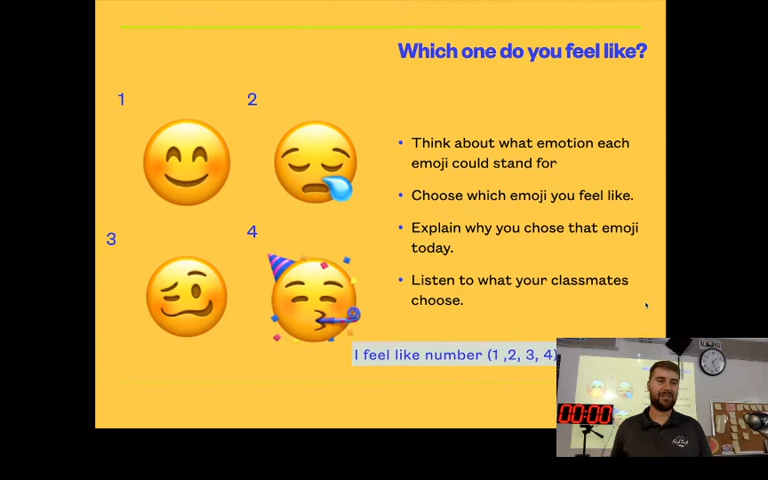 Which one do you feel like?
1
2
3
4
• Think about what emotion each
emoji could stand for
• Choose which emoji you feel like.
• Explain why you chose that emoji
today.
• Listen to what your classmates
choose.
I feel like number (1 ,2, 3, 4)
00:00